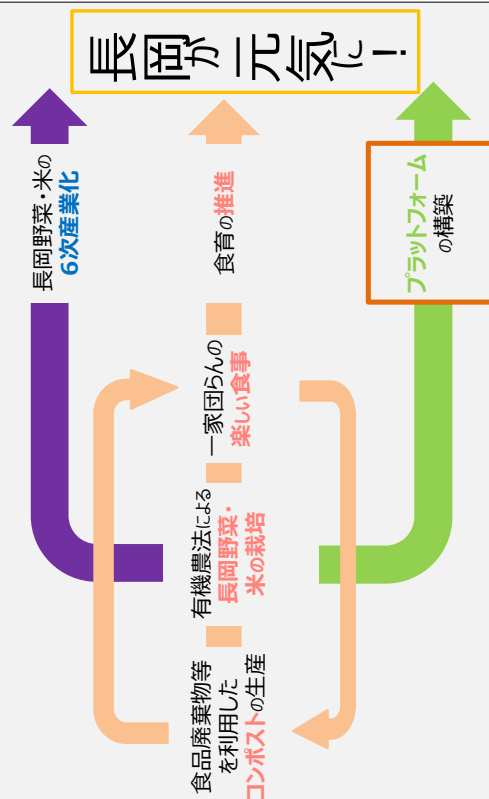 長岡が元気に！
長岡野菜・米の
6次産業化
食育の推進
プラットフォーム
の構築
一家団らんの
楽しい食事
有機農法による
長岡野菜・
米の栽培
食品廃棄物等
を利用した
コンポストの生産